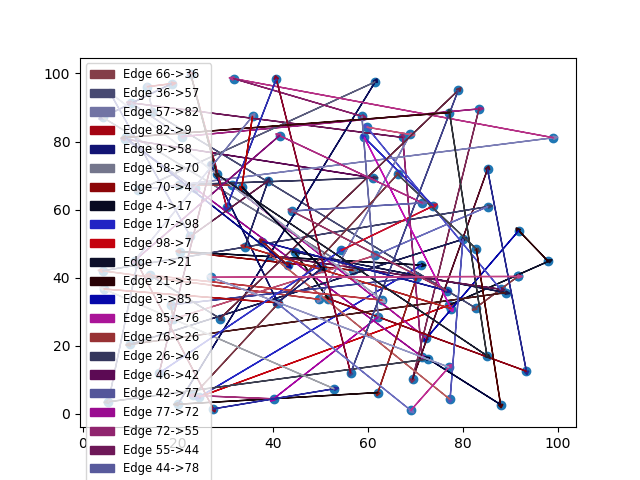 100
80
60
40
20
0
0
20
40
60
80
100
Edge 66->36
Edge 36->57
Edge 57->82
Edge 82->9
Edge 9->58
Edge 58->70
Edge 70->4
Edge 4->17
Edge 17->98
Edge 98->7
Edge 7->21
Edge 21->3
Edge 3->85
Edge 85->76
Edge 76->26
Edge 26->46
Edge 46->42
Edge 42->77
Edge 77->72
Edge 72->55
Edge 55->44
Edge 44->78